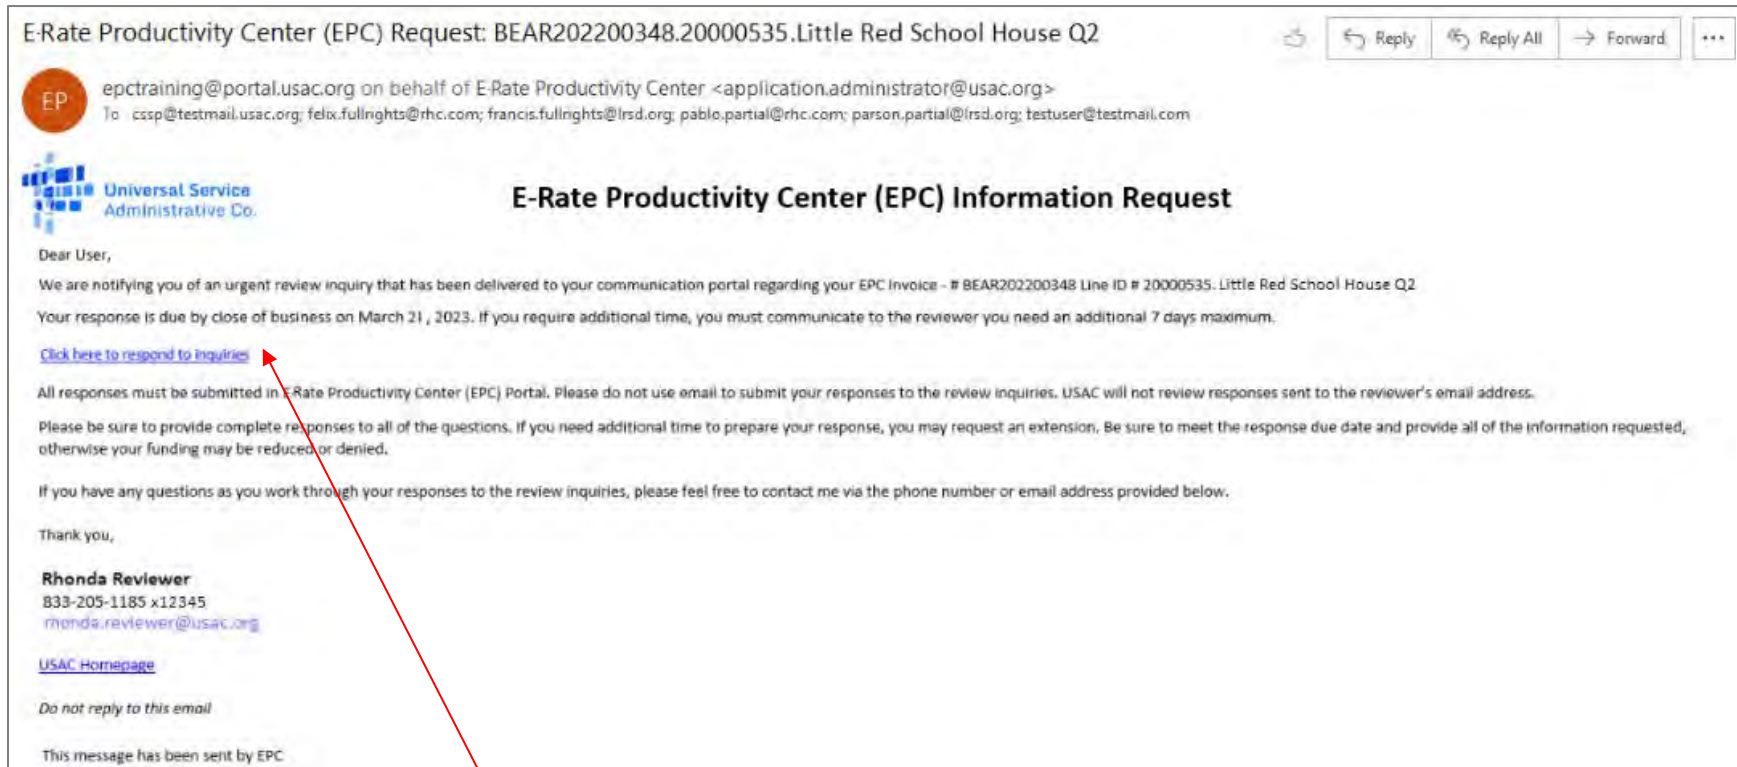 E-Rate Productivity Center (EPC) Request: BEAR202200348.20000535.Little Red School House Q2
Reply
Reply All
Forward
EP
epctraining@portal.usac.org on behalf of E-Rate Productivity Center <application.administrator@usac.org>
To cssp@testmail.usac.org; felix.fullrights@rhc.com; francis.fullrights@lrsd.org; pablo.partial@rhc.com; parson.partial@lrsd.org; testuser@testmail.com
Universal Service
Administrative Co.
E-Rate Productivity Center (EPC) Information Request
Dear User,
We are notifying you of an urgent review inquiry that has been delivered to your communication portal regarding your EPC Invoice - # BEAR202200348 Line ID # 20000535. Little Red School House Q2
Your response is due by close of business on March 21 , 2023. If you require additional time, you must communicate to the reviewer you need an additional 7 days maximum.
Click here to respond to inquiries
All responses must be submitted in E-Rate Productivity Center (EPC) Portal. Please do not use email to submit your responses to the review inquiries. USAC will not review responses sent to the reviewer's email address.
Please be sure to provide complete responses to all of the questions. If you need additional time to prepare your response, you may request an extension. Be sure to meet the response due date and provide all of the information requested,
otherwise your funding may be reduced or denied.
If you have any questions as you work through your responses to the review inquiries, please feel free to contact me via the phone number or email address provided below.
Thank you,
Rhonda Reviewer
833-205-1185 x12345
rhonda.reviewer@usac.org
USAC Homepage
Do not reply to this email
This message has been sent by EPC